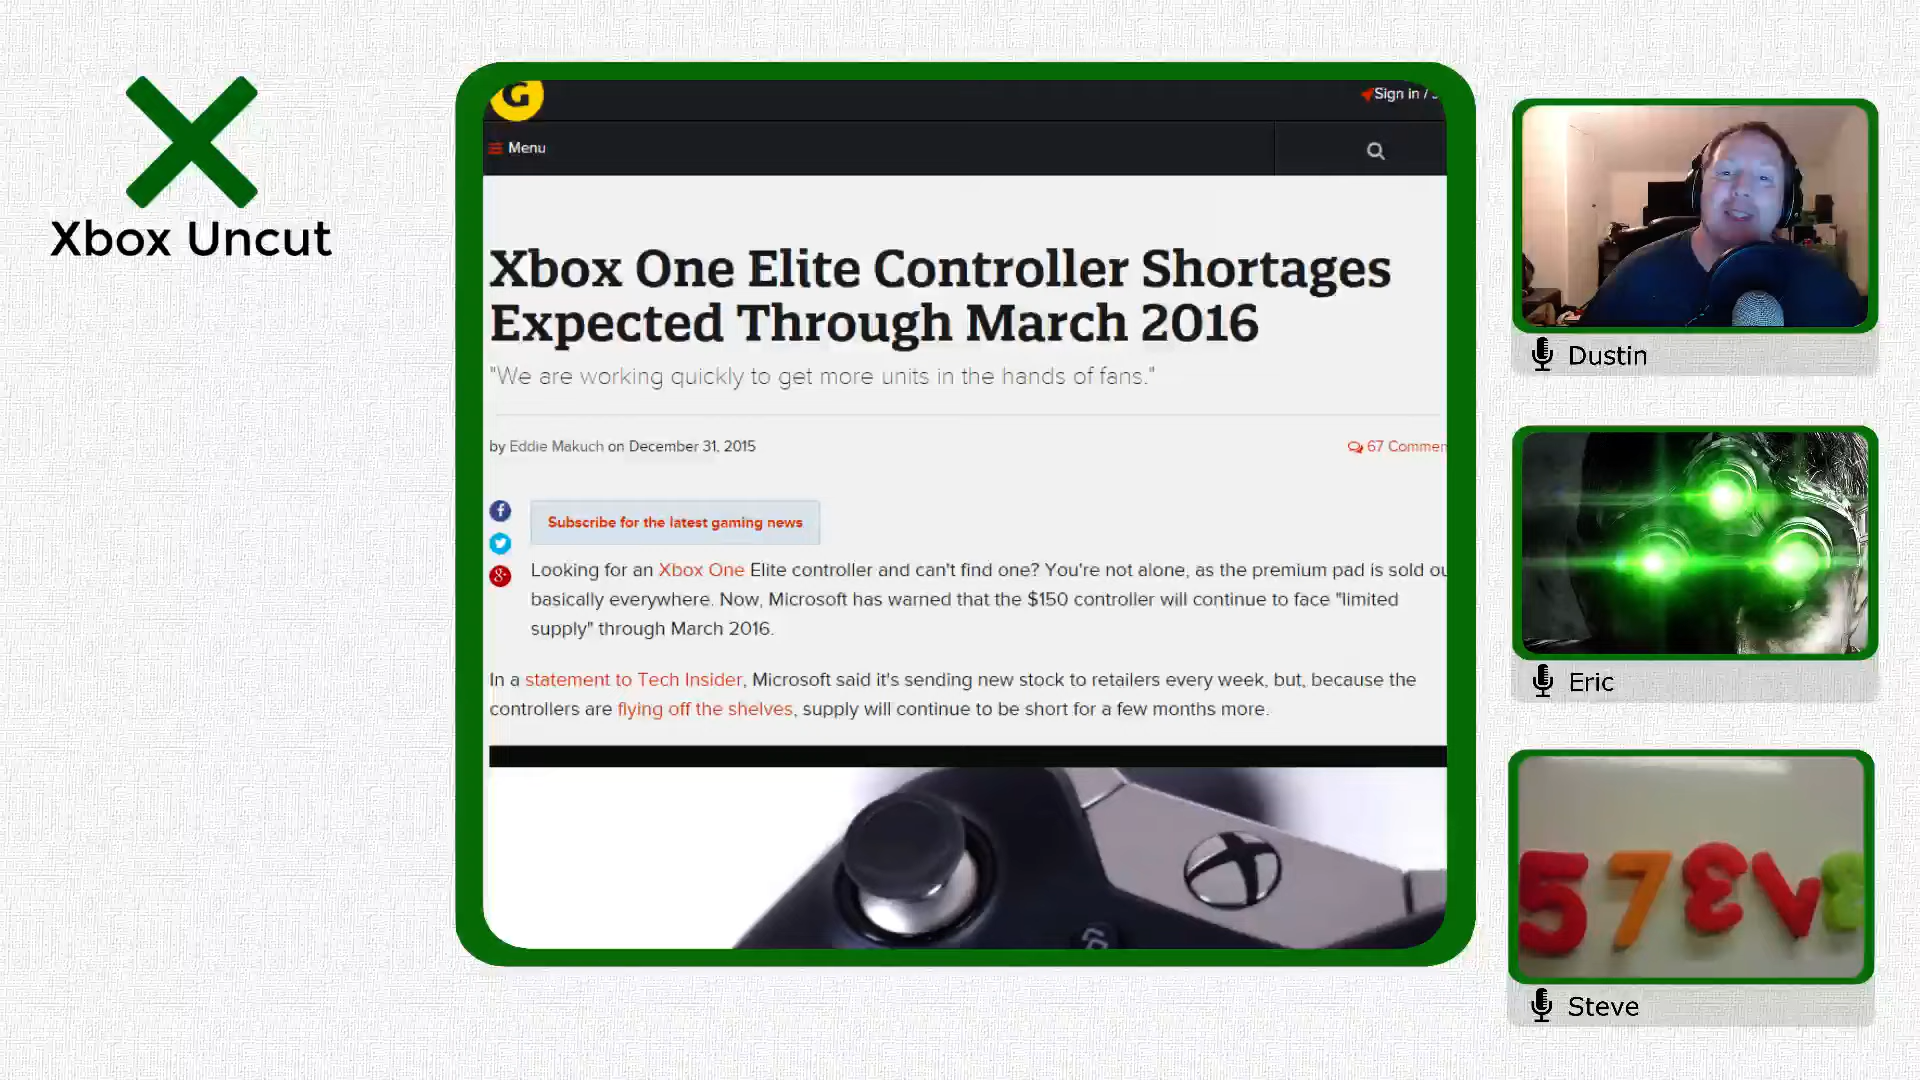 Xbox Uncut
G
Sign in /
Menu
Xbox One Elite Controller Shortages
Expected Through March 2016
"We are working quickly to get more units in the hands of fans."
by Eddie Makuch on December 31, 2015
67 Commen
f
Subscribe for the latest gaming news
g+
Looking for an Xbox One Elite controller and can't find one? You're not alone, as the premium pad is sold ou
basically everywhere. Now, Microsoft has warned that the $150 controller will continue to face "limited
supply" through March 2016.
In a statement to Tech Insider, Microsoft said it's sending new stock to retailers every week, but, because the
controllers are flying off the shelves, supply will continue to be short for a few months more.
Dustin
Eric
57
Steve